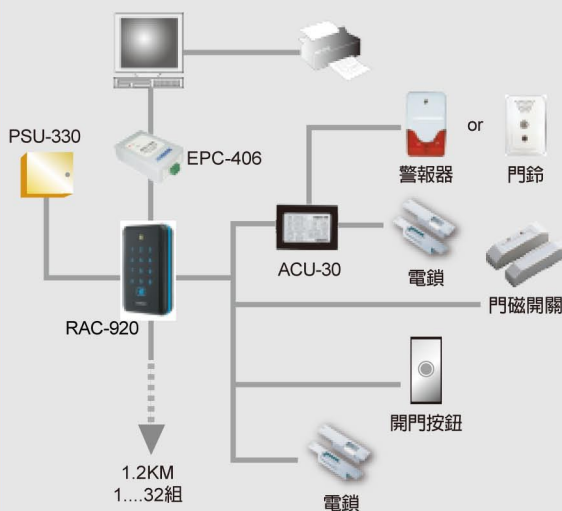 PSU-330
EPC-406
警報器
or
門鈴
ACU-30
電鎖
門磁開關
RAC-920
開門按鈕
1.2KM
1....32組
電鎖